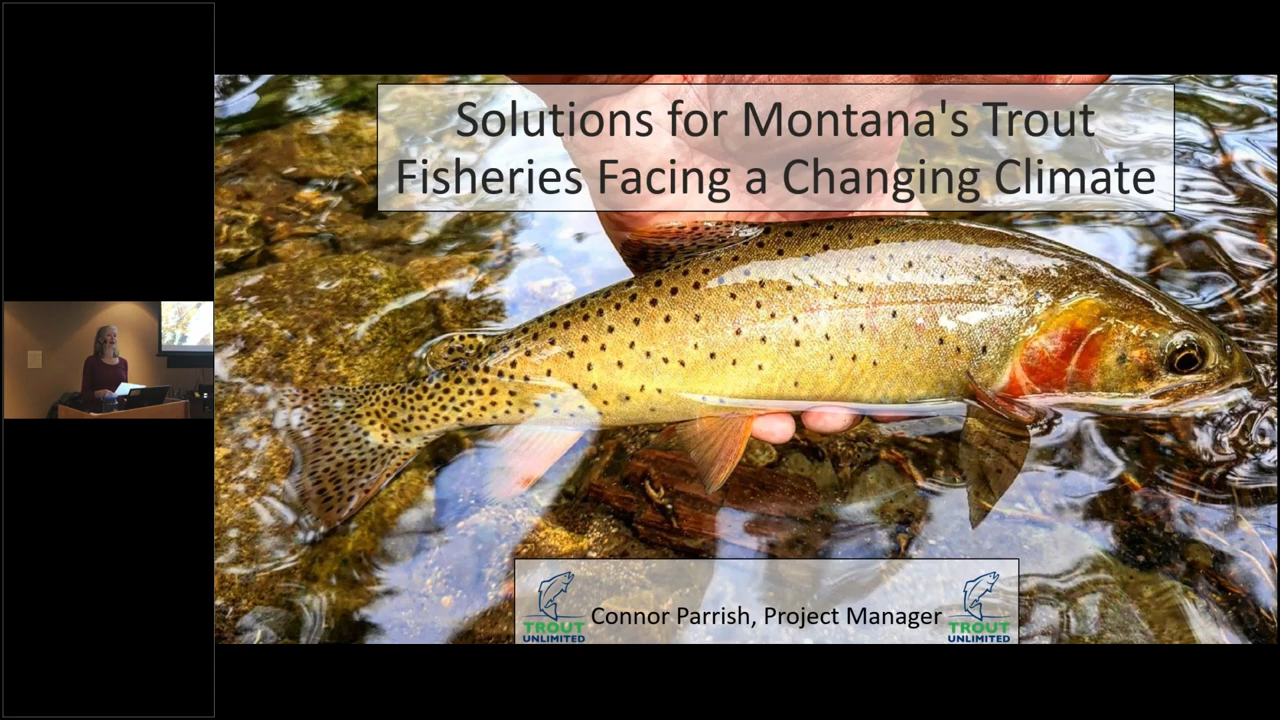 Solutions for Montana's Trout
Fisheries Facing a Changing Climate
TROUT
UNLIMITED
Connor Parrish, Project Manager
TROUT
UNLIMITED